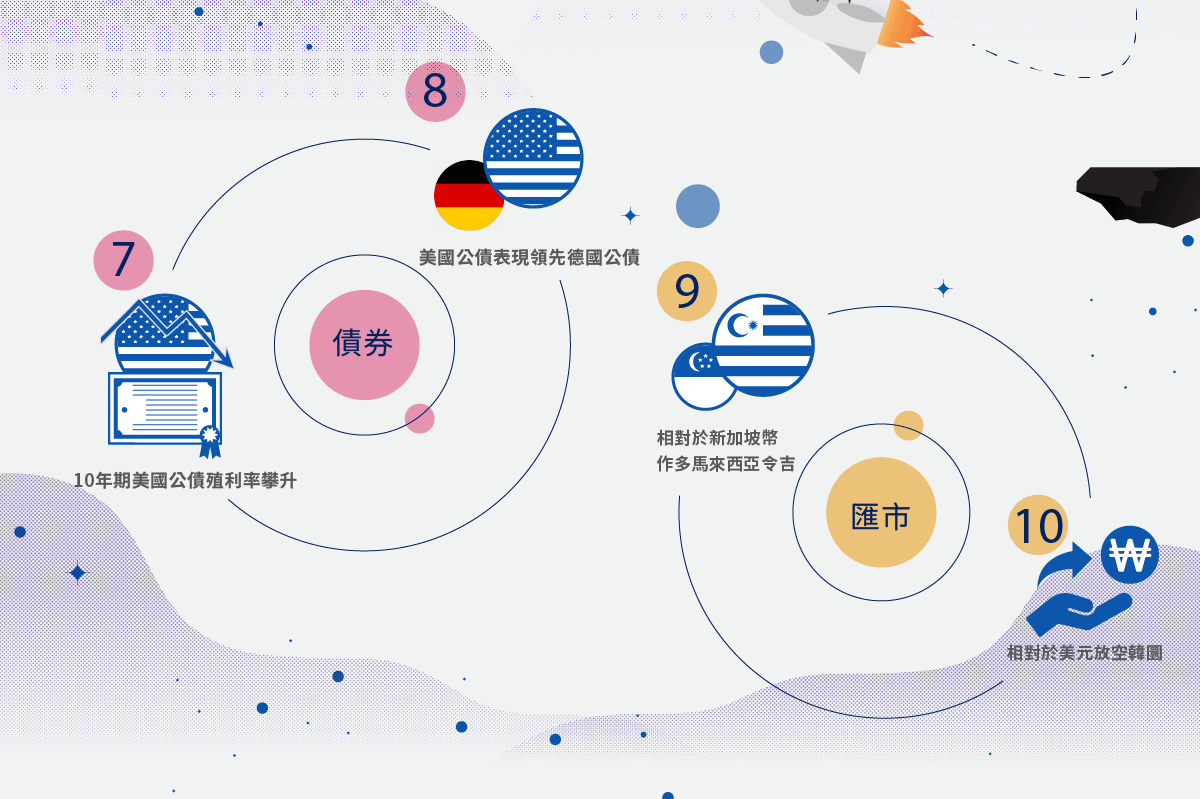 8
美國公債表現領先德國公債
7
債券
10年期美國公債殖利率攀升
9
相對於新加坡幣
作多馬來西亞令吉
匯市
10
₩
相對於美元放空韓圜